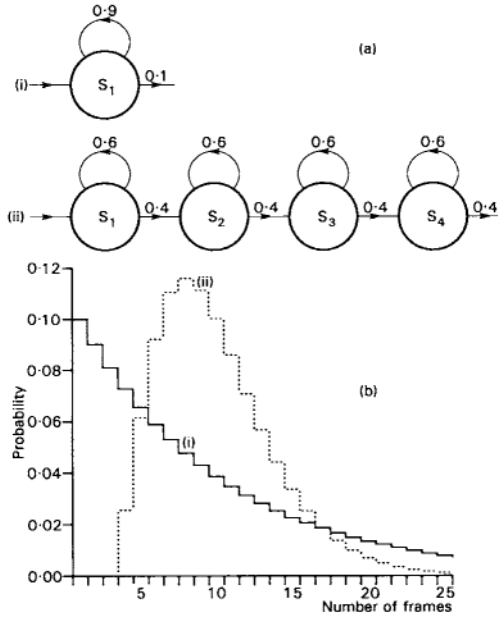 0·9
(a)
(i) S1 0·1
0·6 0·6 0·6 0·6
(ii) S1 0·4 S2 0·4 S3 0·4 S4 0·4
0·12
(ii)
0·10
0·08
(b)
Probability
0·06
(i)
0·04
0·02
0·00
5 10 15 20 25
Number of frames